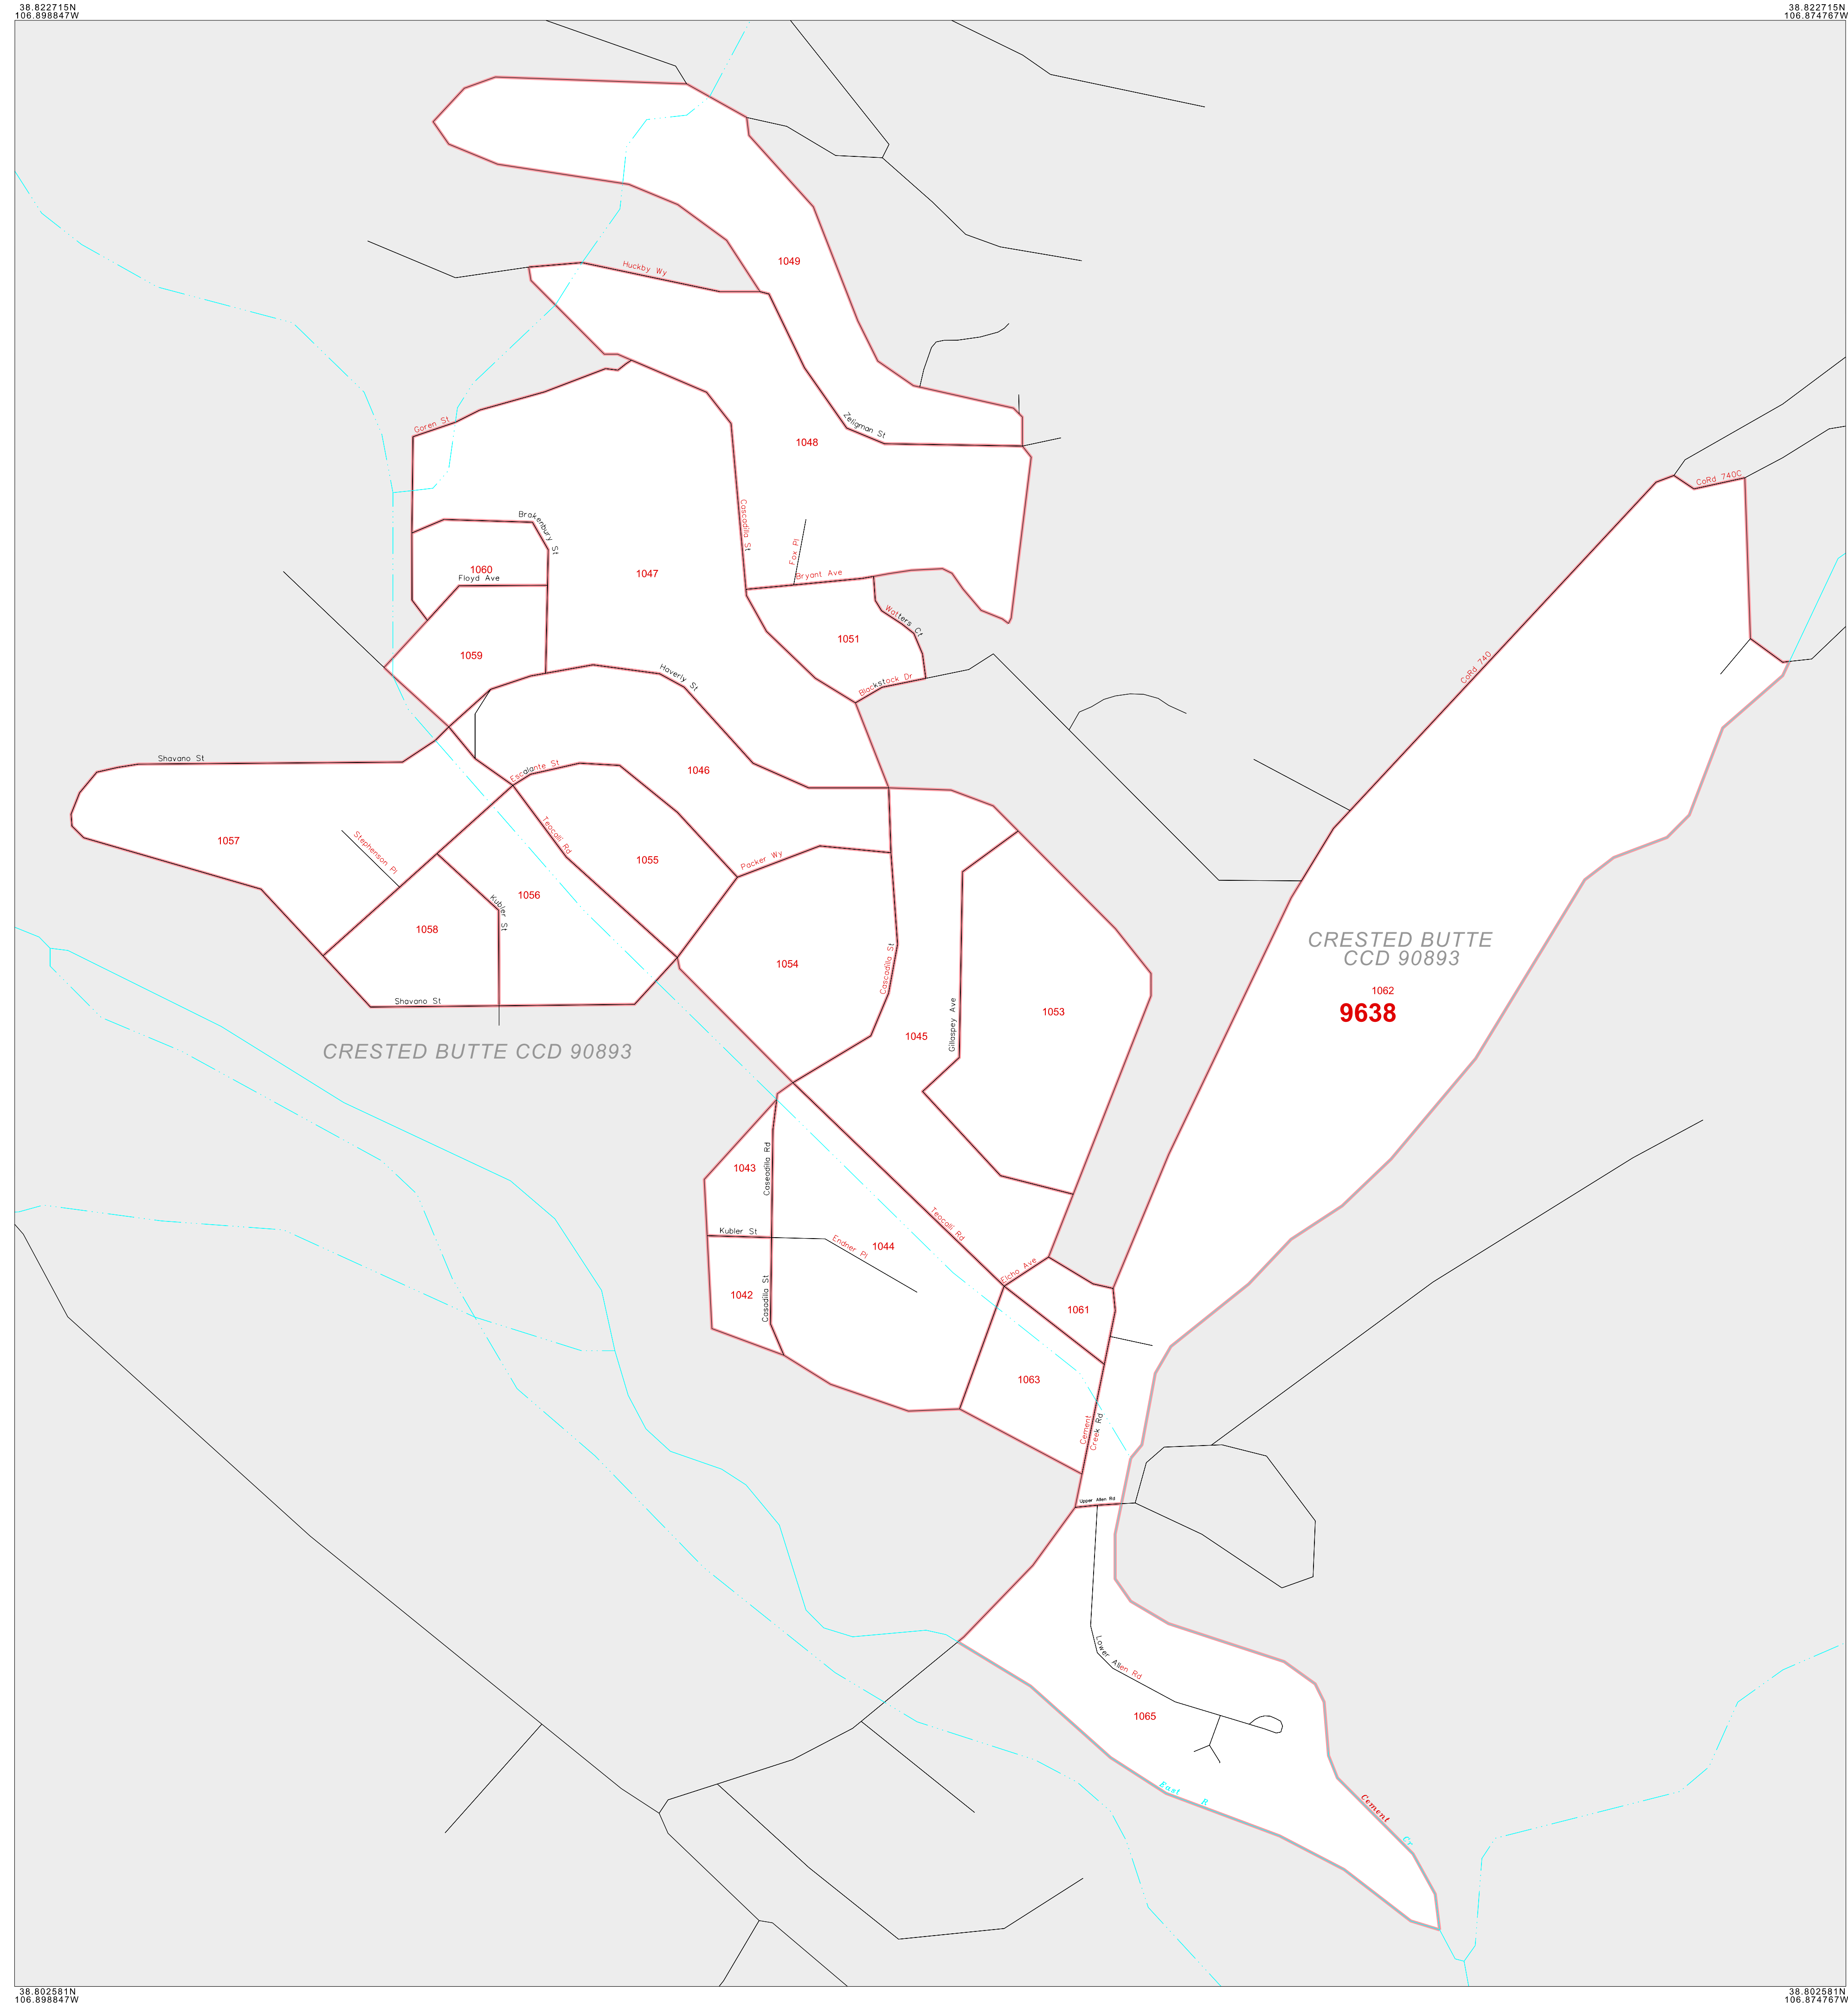 38.822715N
106.898847W
38.822715N
106.874767W
1049
Huckby Wy
Zeligman St
1048
Goren St
CoRd 740C
Cascadilla St
Brakenbury St
Fox Pl
1060
1047
Bryant Ave
Floyd Ave
Watters Ct
1051
1059
CoRd 740
Haverly St
Blackstock Dr
Shavano St
Escalante St
1046
1057
Stephenson Pl
Teocalli Rd
1055
Packer Wy
1056
Kubler St
1058
CRESTED BUTTE
CCD 90893
1054
Cascadilla St
1062
Shavano St
9638
Gillaspey Ave
1053
1045
CRESTED BUTTE CCD 90893
1043
Caseadilla Rd
Teocalli Rd
Kubler St
Endner Pl
1044
Elcho Ave
1042
Casadilla St
1061
1063
Cement
Creek Rd
Upper Allen Rd
Lower Allen Rd
1065
East R
Cement Cr
38.802581N
106.898847W
38.802581N
106.874767W